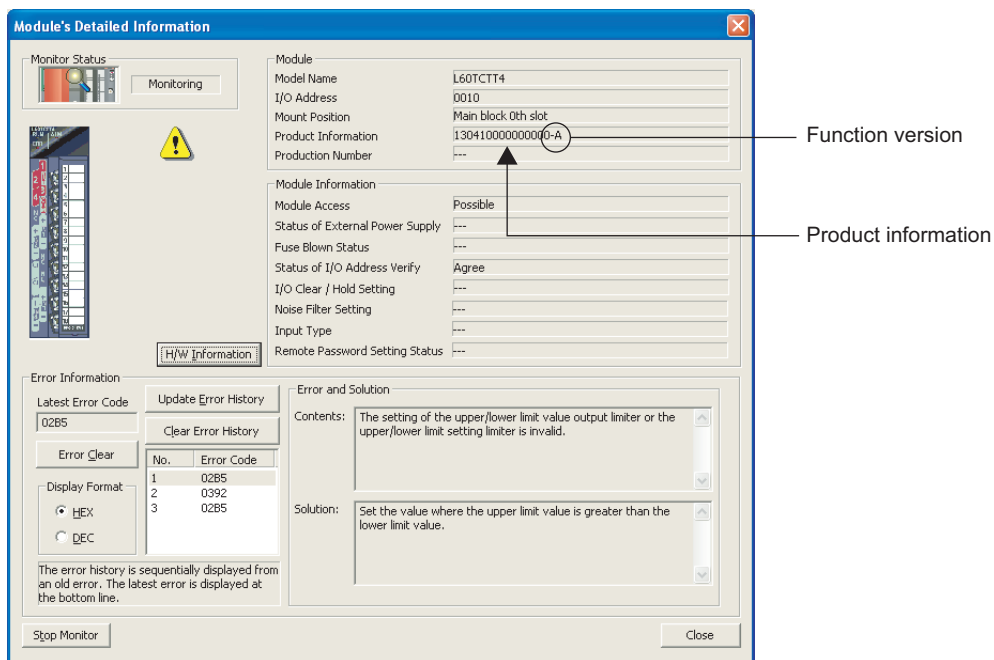 Module's Detailed Information
Monitor Status
Monitoring
Module
Model Name L60TCTT4
I/O Address 0010
Mount Position Main block 0th slot
Product Information 130410000000000-A
Production Number ---
Function version
Product information
Module Information
Module Access Possible
Status of External Power Supply ---
Fuse Blown Status ---
Status of I/O Address Verify Agree
I/O Clear / Hold Setting ---
Noise Filter Setting ---
Input Type ---
Remote Password Setting Status ---
H/W Information
Error Information
Latest Error Code
02B5
Error Clear
Display Format
HEX
DEC
Update Error History
Clear Error History
No. Error Code
1 02B5
2 0392
3 02B5
The error history is sequentially displayed from
an old error. The latest error is displayed at
the bottom line.
Error and Solution
Contents: The setting of the upper/lower limit value output limiter or the
upper/lower limit setting limiter is invalid.
Solution: Set the value where the upper limit value is greater than the
lower limit value.
Stop Monitor
Close